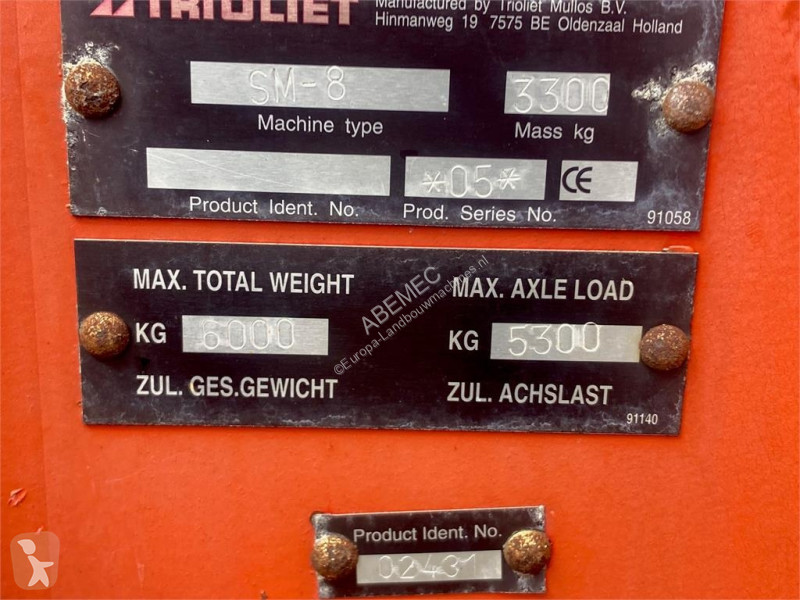 TRIOLIET Manufactured by Trioliet Mullos B.V.
Hinmanweg 19 7575 BE Oldenzaal Holland
SM-8 3300
Machine type Mass kg
*05* CE
Product Ident. No. Prod. Series No. 91058
MAX. TOTAL WEIGHT MAX. AXLE LOAD
KG 6000 KG 5300
ZUL. GES.GEWICHT ZUL. ACHSLAST
91140
ABEMEC
©Europa-Landbouwmachines.nl
Product Ident. No.
02431